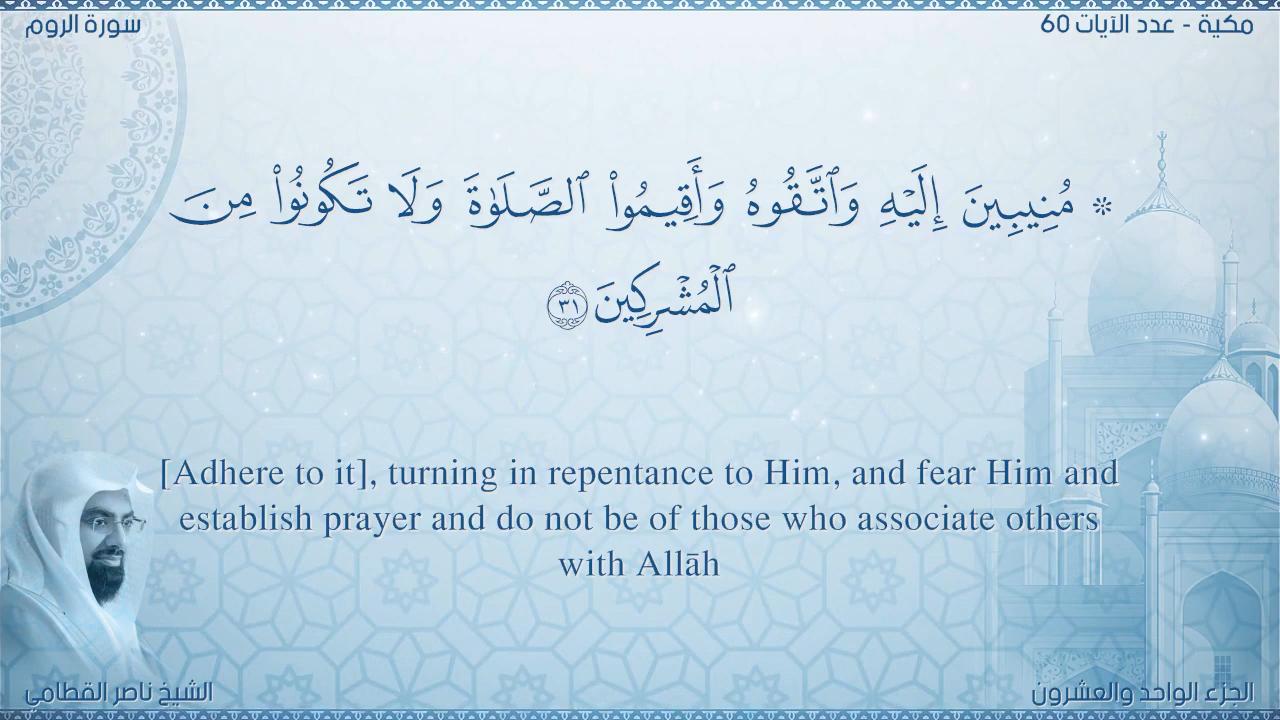 سورة الروم
مكية - عدد الآيات 60
۞ مُنِيبِينَ إِلَيْهِ وَٱتَّقُوهُ وَأَقِيمُوا۟ ٱلصَّلَوٰةَ وَلَا تَكُونُوا۟ مِنَ
ٱلْمُشْرِكِينَ ٣١
[Adhere to it], turning in repentance to Him, and fear Him and
establish prayer and do not be of those who associate others
with Allāh
الشيخ ناصر القطامي
الجزء الواحد والعشرون